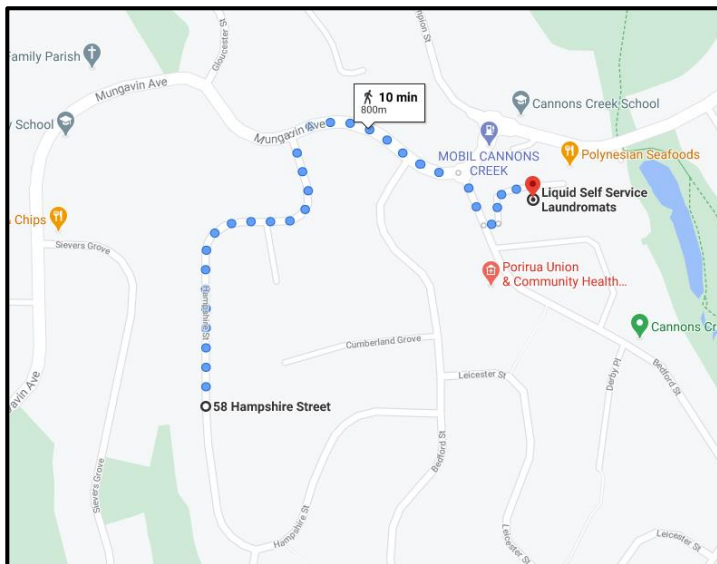 Family Parish
Gloucester St
Mungavin Ave
Cannons Creek School
10 min
800m
Mungavin Ave
School
MOBIL CANNONS
CREEK
Polynesian Seafoods
Liquid Self Service
Laundromats
& Chips
Sievers Grove
Porirua Union
& Community Health...
Hampshire St
Cannons Cr
Cumberland Grove
Bedford St
Leicester St
Derby Pl
58 Hampshire Street
Sievers Grove
Bedford St
Hampshire St
Leicester St
Leicester St